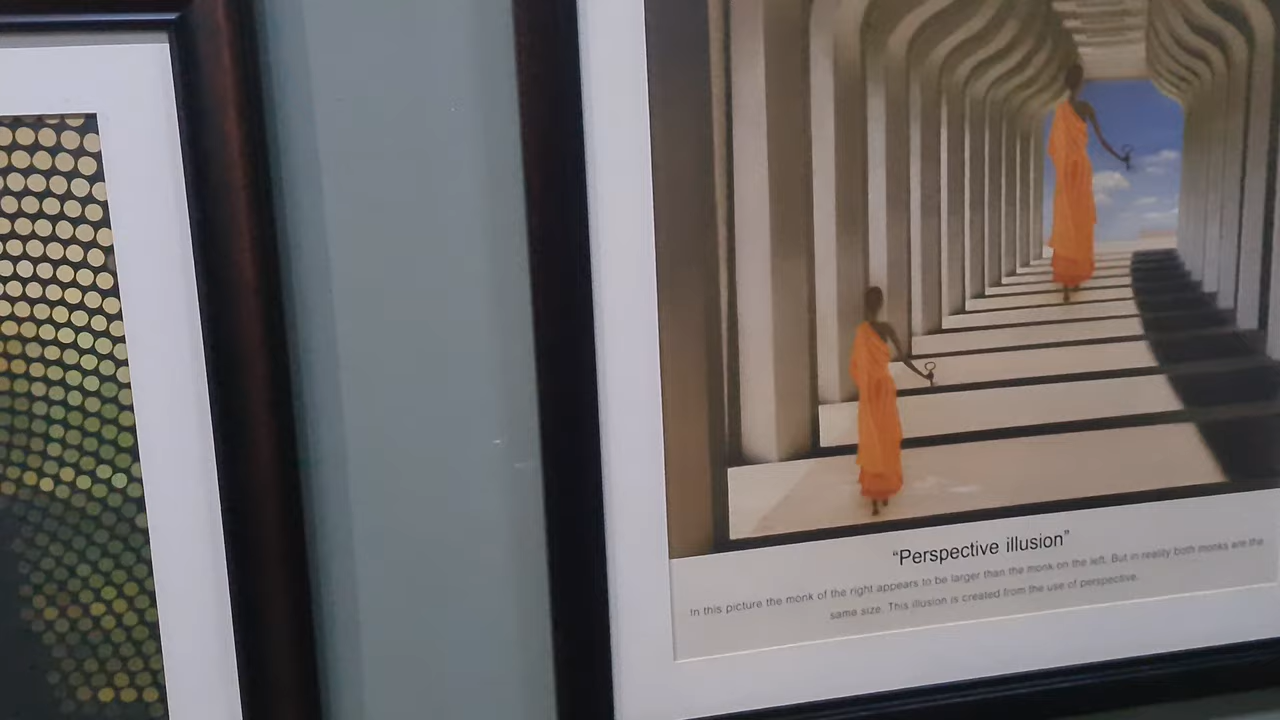 “Perspective illusion”
In this picture the monk of the right appears to be larger than the monk on the left. But in reality both monks are the
same size. This illusion is created from the use of perspective.